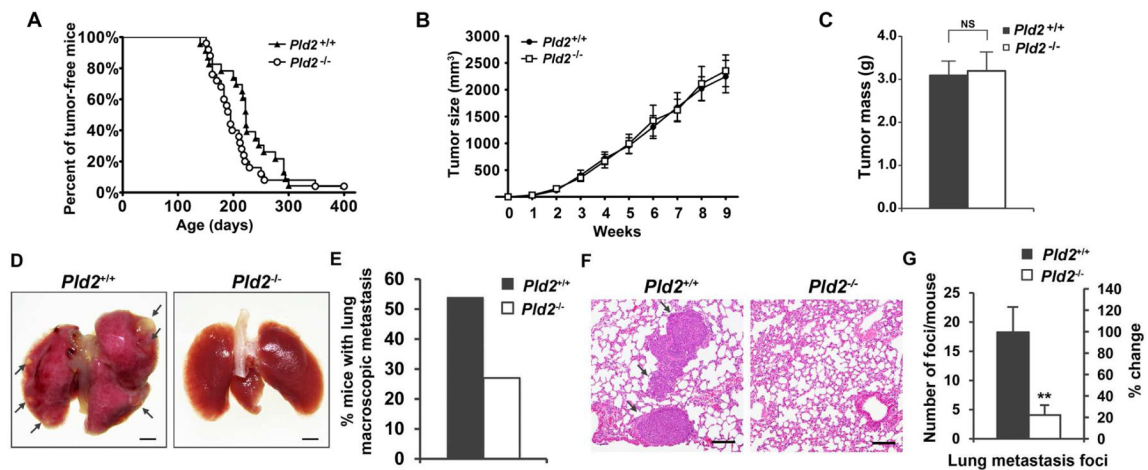 A
Percent of tumor-free mice
100%
80%
60%
40%
20%
0%
0
100
200
300
400
Age (days)
Pld2+/+
Pld2-/-
B
Tumor size (mm3)
3000
2500
2000
1500
1000
500
0
1
2
3
4
5
6
7
8
9
Weeks
Pld2+/+
Pld2-/-
C
Tumor mass (g)
6.0
4.0
3.0
2.0
0.0
NS
Pld2+/+
Pld2-/-
D
Pld2+/+
Pld2-/-
E
% mice with lung
macroscopic metastasis
60
50
40
30
20
10
0
Pld2+/+
Pld2-/-
F
Pld2+/+
Pld2-/-
G
Pld2+/+
Pld2-/-
Number of foci/mouse
25
20
15
10
5
0
**
140
120
100
80
60
40
20
0
% change
Lung metastasis foci